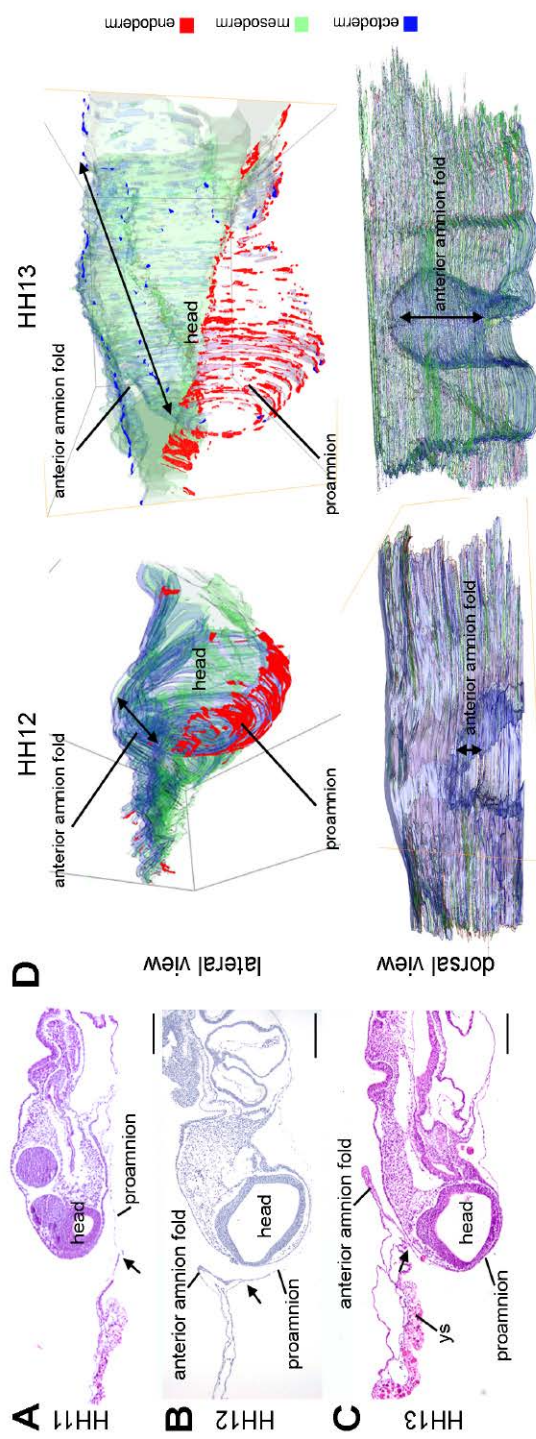 A
HH11
head
proamnion
B
HH12
anterior amnion fold
head
proamnion
C
HH13
anterior amnion fold
head
ys
proamnion
D
HH12
HH13
lateral view
anterior amnion fold
head
proamnion
anterior amnion fold
head
proamnion
dorsal view
anterior amnion fold
anterior amnion fold
endoderm
mesoderm
ectoderm